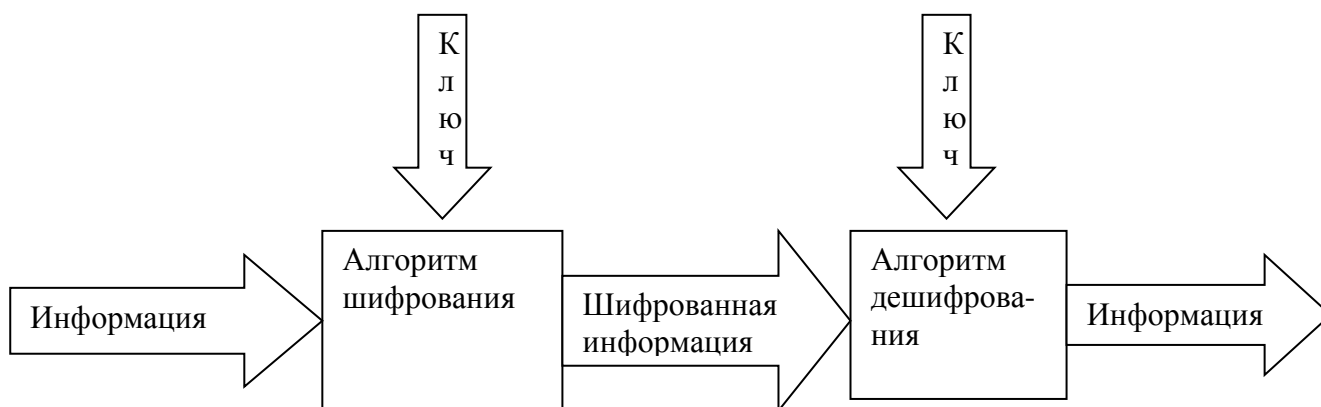 К
л
ю
ч
К
л
ю
ч
Информация
Алгоритм
шифрования
Шифрованная
информация
Алгоритм
дешифрова-
ния
Информация